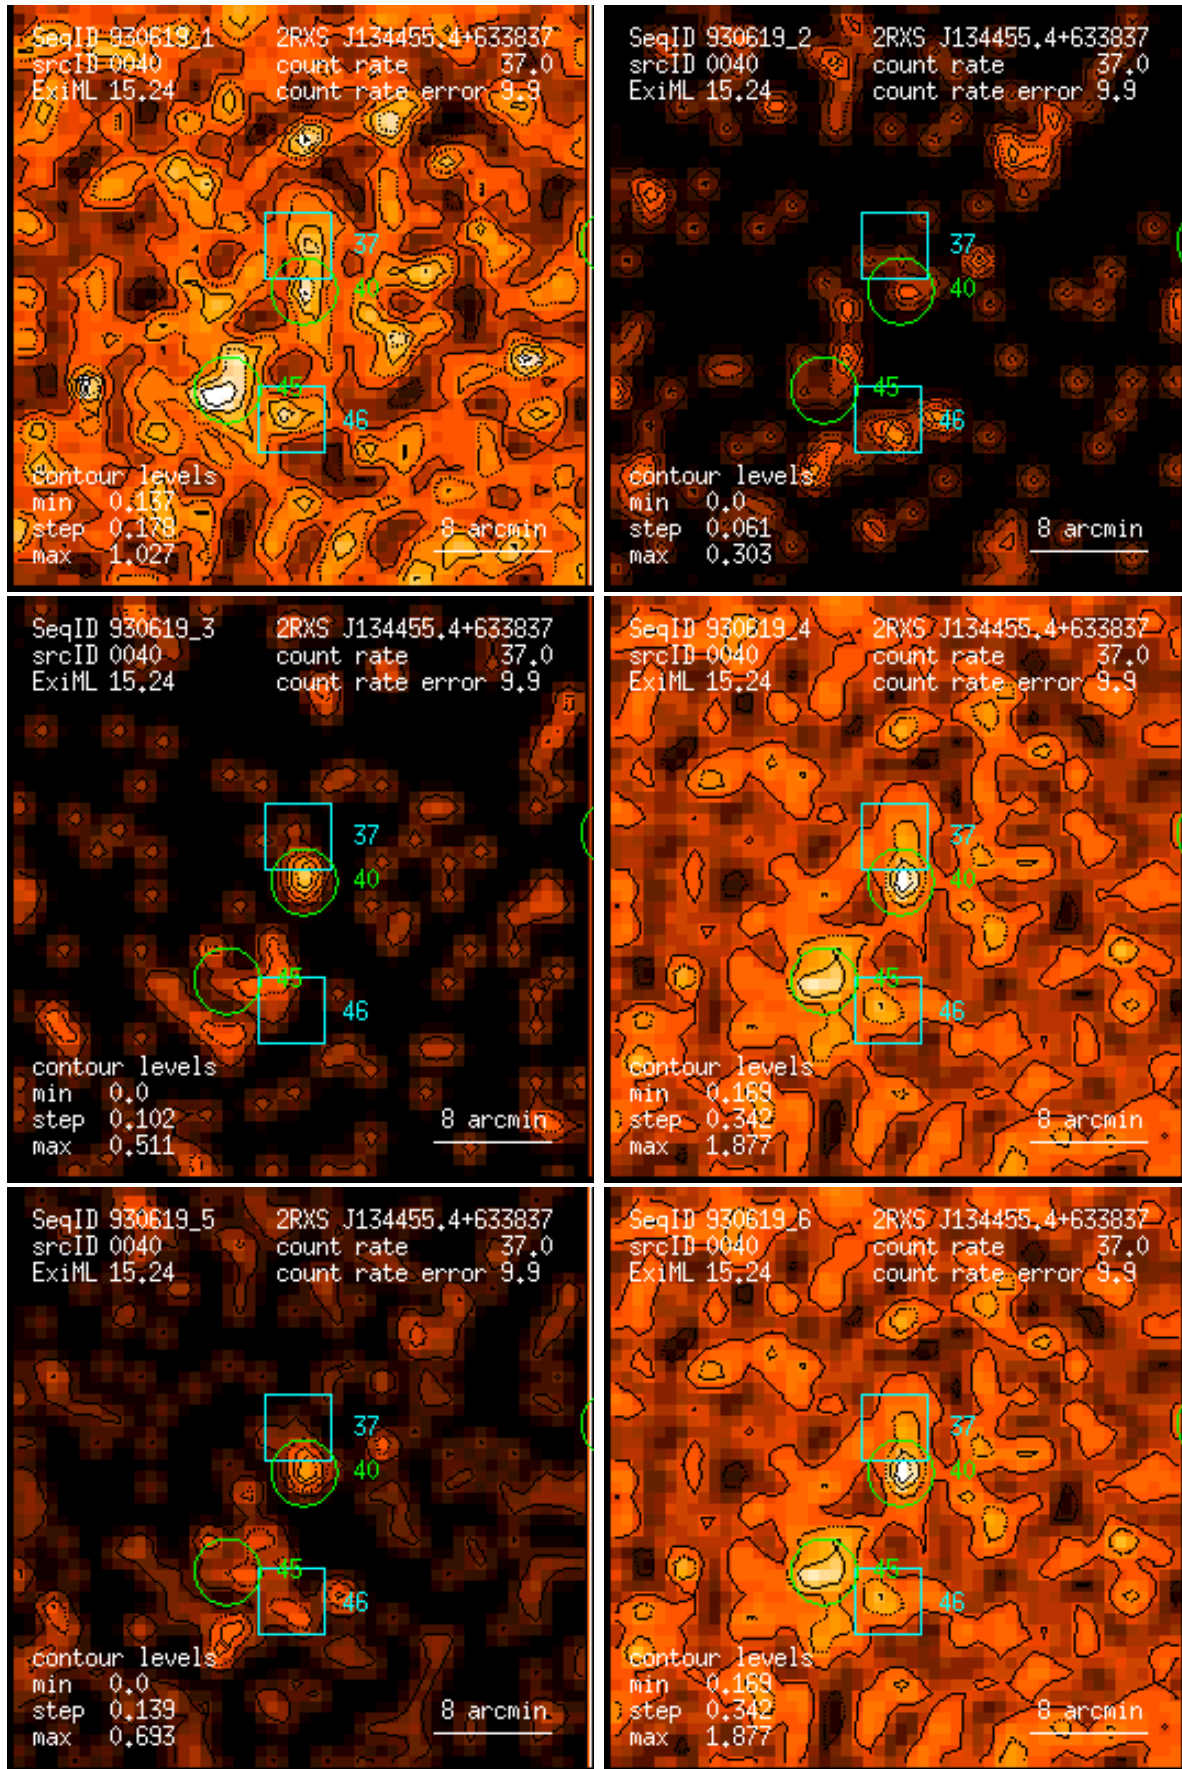 SeqID 930619_1 2RXS J134455.4+633837
srcID 0040 count rate 37.0
ExiML 15.24 count rate error 9.9
37
40
45
46
contour levels
min 0.137
step 0.178 8 arcmin
max 1.027
SeqID 930619_2 2RXS J134455.4+633837
srcID 0040 count rate 37.0
ExiML 15.24 count rate error 9.9
37
40
45
46
contour levels
min 0.0
step 0.061 8 arcmin
max 0.303
SeqID 930619_3 2RXS J134455.4+633837
srcID 0040 count rate 37.0
ExiML 15.24 count rate error 9.9
37
40
45
46
contour levels
min 0.0
step 0.102 8 arcmin
max 0.511
SeqID 930619_4 2RXS J134455.4+633837
srcID 0040 count rate 37.0
ExiML 15.24 count rate error 9.9
37
40
45
46
contour levels
min 0.169
step 0.342 8 arcmin
max 1.877
SeqID 930619_5 2RXS J134455.4+633837
srcID 0040 count rate 37.0
ExiML 15.24 count rate error 9.9
37
40
45
46
contour levels
min 0.0
step 0.139 8 arcmin
max 0.693
SeqID 930619_6 2RXS J134455.4+633837
srcID 0040 count rate 37.0
ExiML 15.24 count rate error 9.9
37
40
45
46
contour levels
min 0.169
step 0.342 8 arcmin
max 1.877